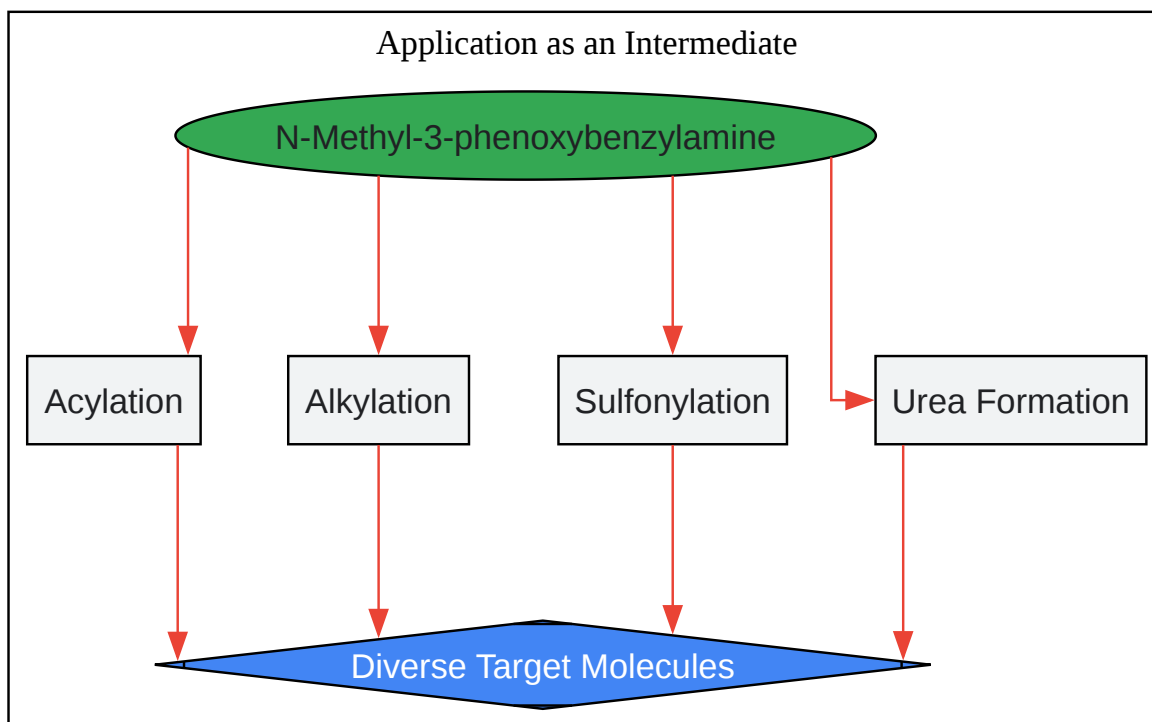 Application as an Intermediate
N-Methyl-3-phenoxybenzylamine
Acylation
Alkylation
Sulfonylation
Urea Formation
Diverse Target Molecules